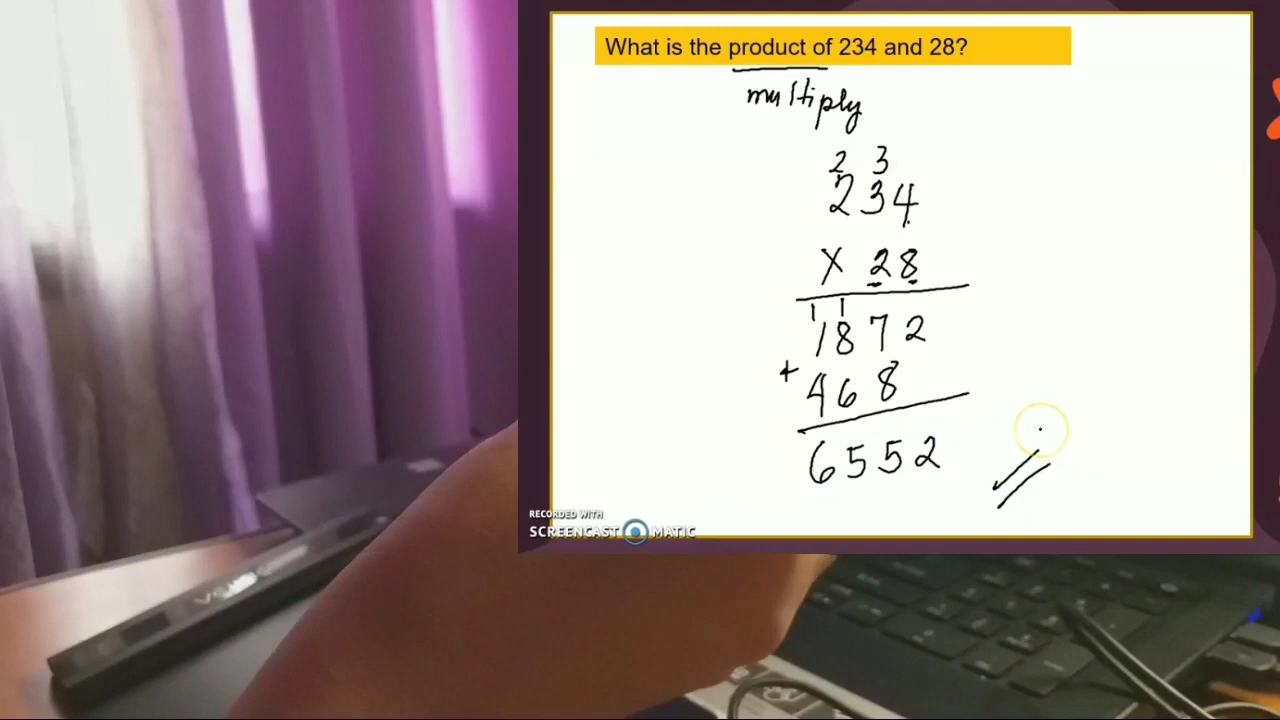 What is the product of 234 and 28?
multiply
2 3
234
X 28
1 1
1872
+
468
6552
RECORDED WITH
SCREENCAST MATIC